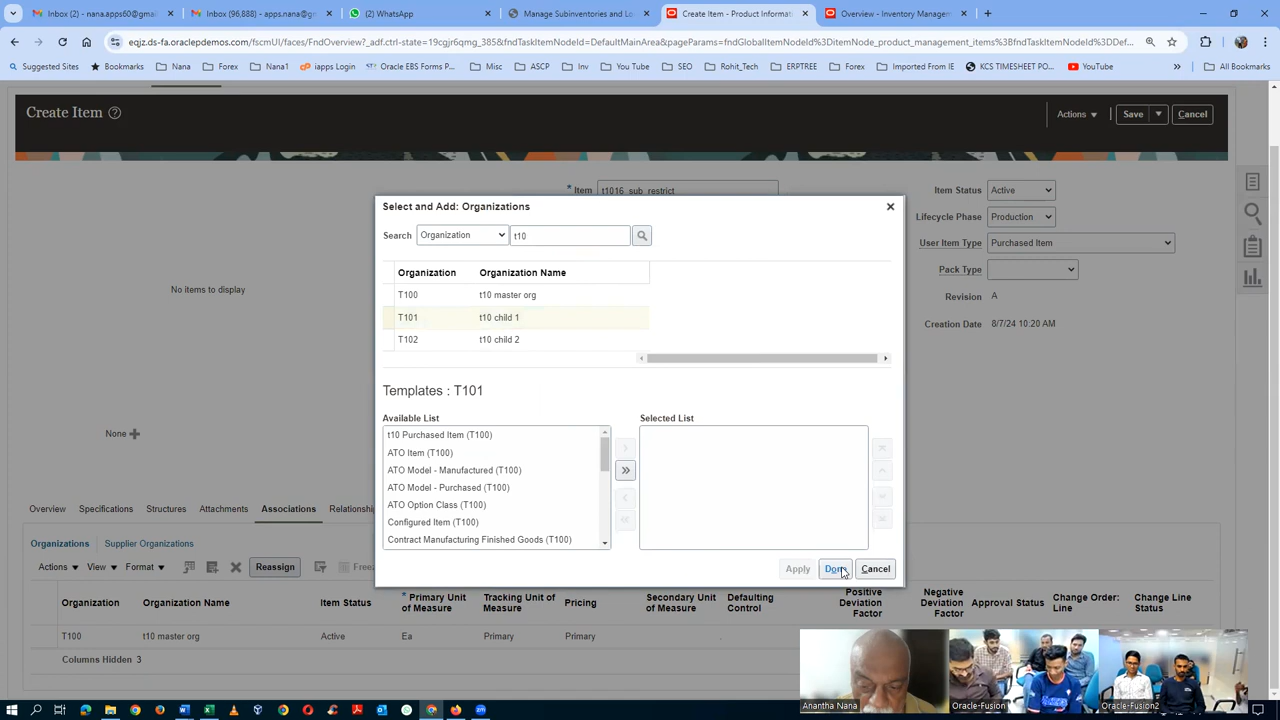 Inbox (2) - nana.apps60@gmail
Inbox (96,888) - nana.apps@gm
(2) WhatsApp
Manage Subinventories and Lo
Create Item - Product Informati
Overview - Inventory Managem
eqjz.ds-fa.oraclepdemos.com/fscmUI/faces/FndOverview?_adf.ctrl-state=19cgjr6qmg_385&fndTaskItemNodeId=DefaultMainArea&pageParams=fndGlobalItemNodeId%3DitemNode_product_management_items%3BfndTaskItemNodeId%3DDef...
Suggested Sites
Bookmarks
Nana
Forex
Nana1
iapps Login
Oracle EBS Forms P...
Misc
ASCP
Inv
You Tube
SEO
Rohit_Tech
ERPTREE
Forex
Imported From IE
KCS TIMESHEET PO...
YouTube
All Bookmarks
Create Item
Actions
Save
Cancel
* Item t1016_sub_restrict
Item Status Active
Lifecycle Phase Production
User Item Type Purchased Item
Pack Type
Revision A
Creation Date 8/7/24 10:20 AM
No items to display
None
Select and Add: Organizations
Search Organization t10
Organization Organization Name
T100 t10 master org
T101 t10 child 1
T102 t10 child 2
Templates : T101
Available List
Selected List
t10 Purchased Item (T100)
ATO Item (T100)
ATO Model - Manufactured (T100)
ATO Model - Purchased (T100)
ATO Option Class (T100)
Configured Item (T100)
Contract Manufacturing Finished Goods (T100)
Apply
Done
Cancel
Overview Specifications Structures Attachments Associations Relationship
Organizations Supplier Organizations
Actions View Format Reassign Freeze
Organization
Organization Name
Item Status
* Primary Unit of Measure
Tracking Unit of Measure
Pricing
Secondary Unit of Measure
Defaulting Control
Positive Deviation Factor
Negative Deviation Factor
Approval Status
Change Order: Line
Change Line Status
T100 t10 master org Active Ea Primary Primary
Columns Hidden 3
Anantha Nana
Oracle-Fusion
Oracle-Fusion2